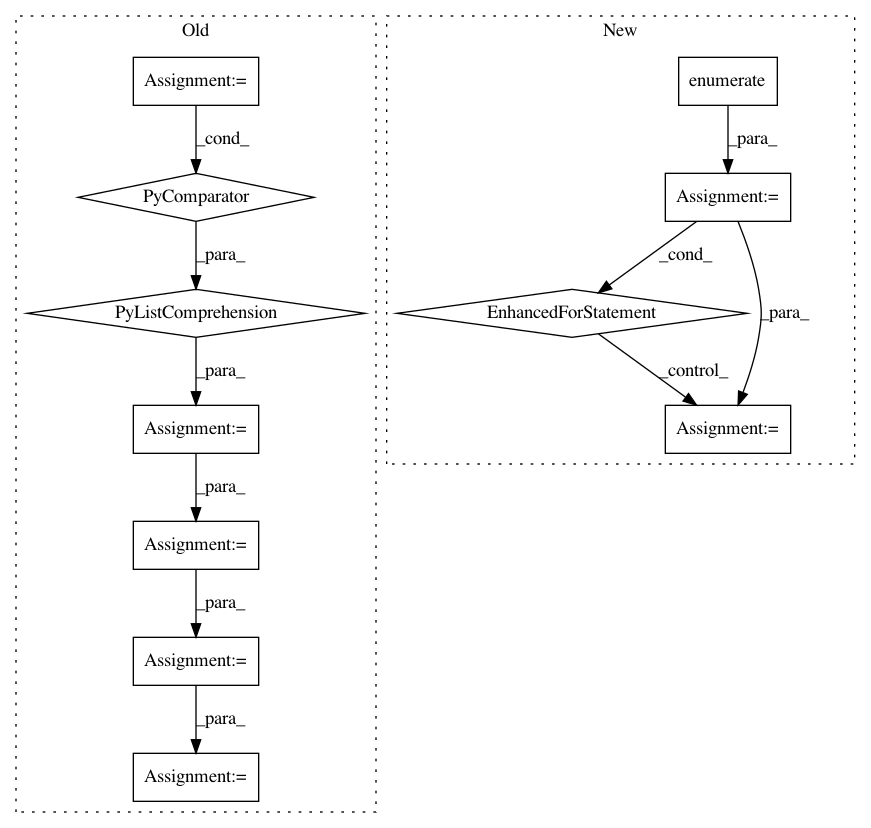 Old
Assignment:=
_cond_
PyComparator
_para_
PyListComprehension
_para_
Assignment:=
_para_
Assignment:=
_para_
Assignment:=
_para_
Assignment:=
New
enumerate
_para_
Assignment:=
_cond_
EnhancedForStatement
_para_
_control_
Assignment:=